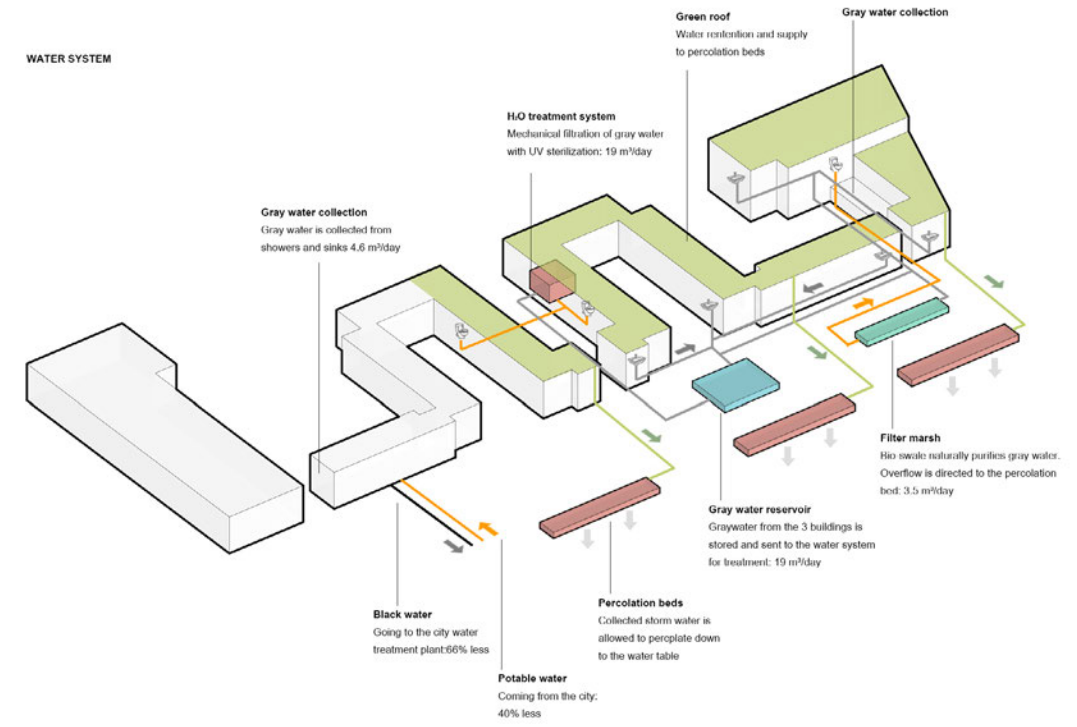 WATER SYSTEM
Green roof
Water rentention and supply
to percolation beds
Gray water collection
H₂O treatment system
Mechanical filtration of gray water
with UV sterilization: 19 m³/day
Gray water collection
Gray water is collected from
showers and sinks 4.6 m³/day
Filter marsh
Bio swale naturally purifies gray water.
Overflow is directed to the percolation
bed: 3.5 m³/day
Gray water reservoir
Graywater from the 3 buildings is
stored and sent to the water system
for treatment: 19 m³/day
Percolation beds
Collected storm water is
allowed to percplate down
to the water table
Black water
Going to the city water
treatment plant:66% less
Potable water
Coming from the city:
40% less